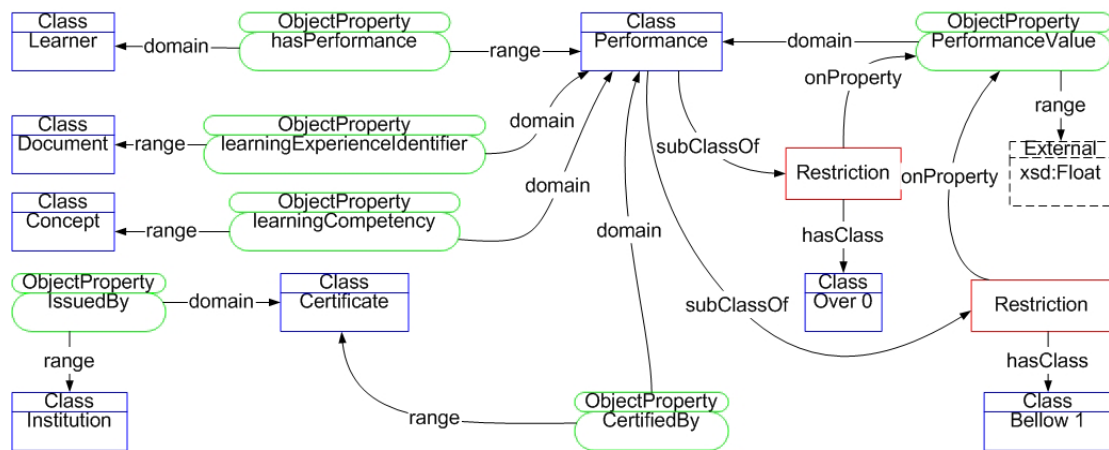 Class
Learner
domain
ObjectProperty
hasPerformance
range
Class
Performance
domain
ObjectProperty
PerformanceValue
onProperty
range
Class
Document
range
ObjectProperty
learningExperienceIdentifier
domain
subClassOf
Restriction
onProperty
External
xsd:Float
domain
Class
Concept
range
ObjectProperty
learningCompetency
domain
hasClass
ObjectProperty
IssuedBy
domain
Class
Certificate
subClassOf
Class
Over 0
Restriction
range
hasClass
Class
Institution
range
ObjectProperty
CertifiedBy
Class
Bellow 1